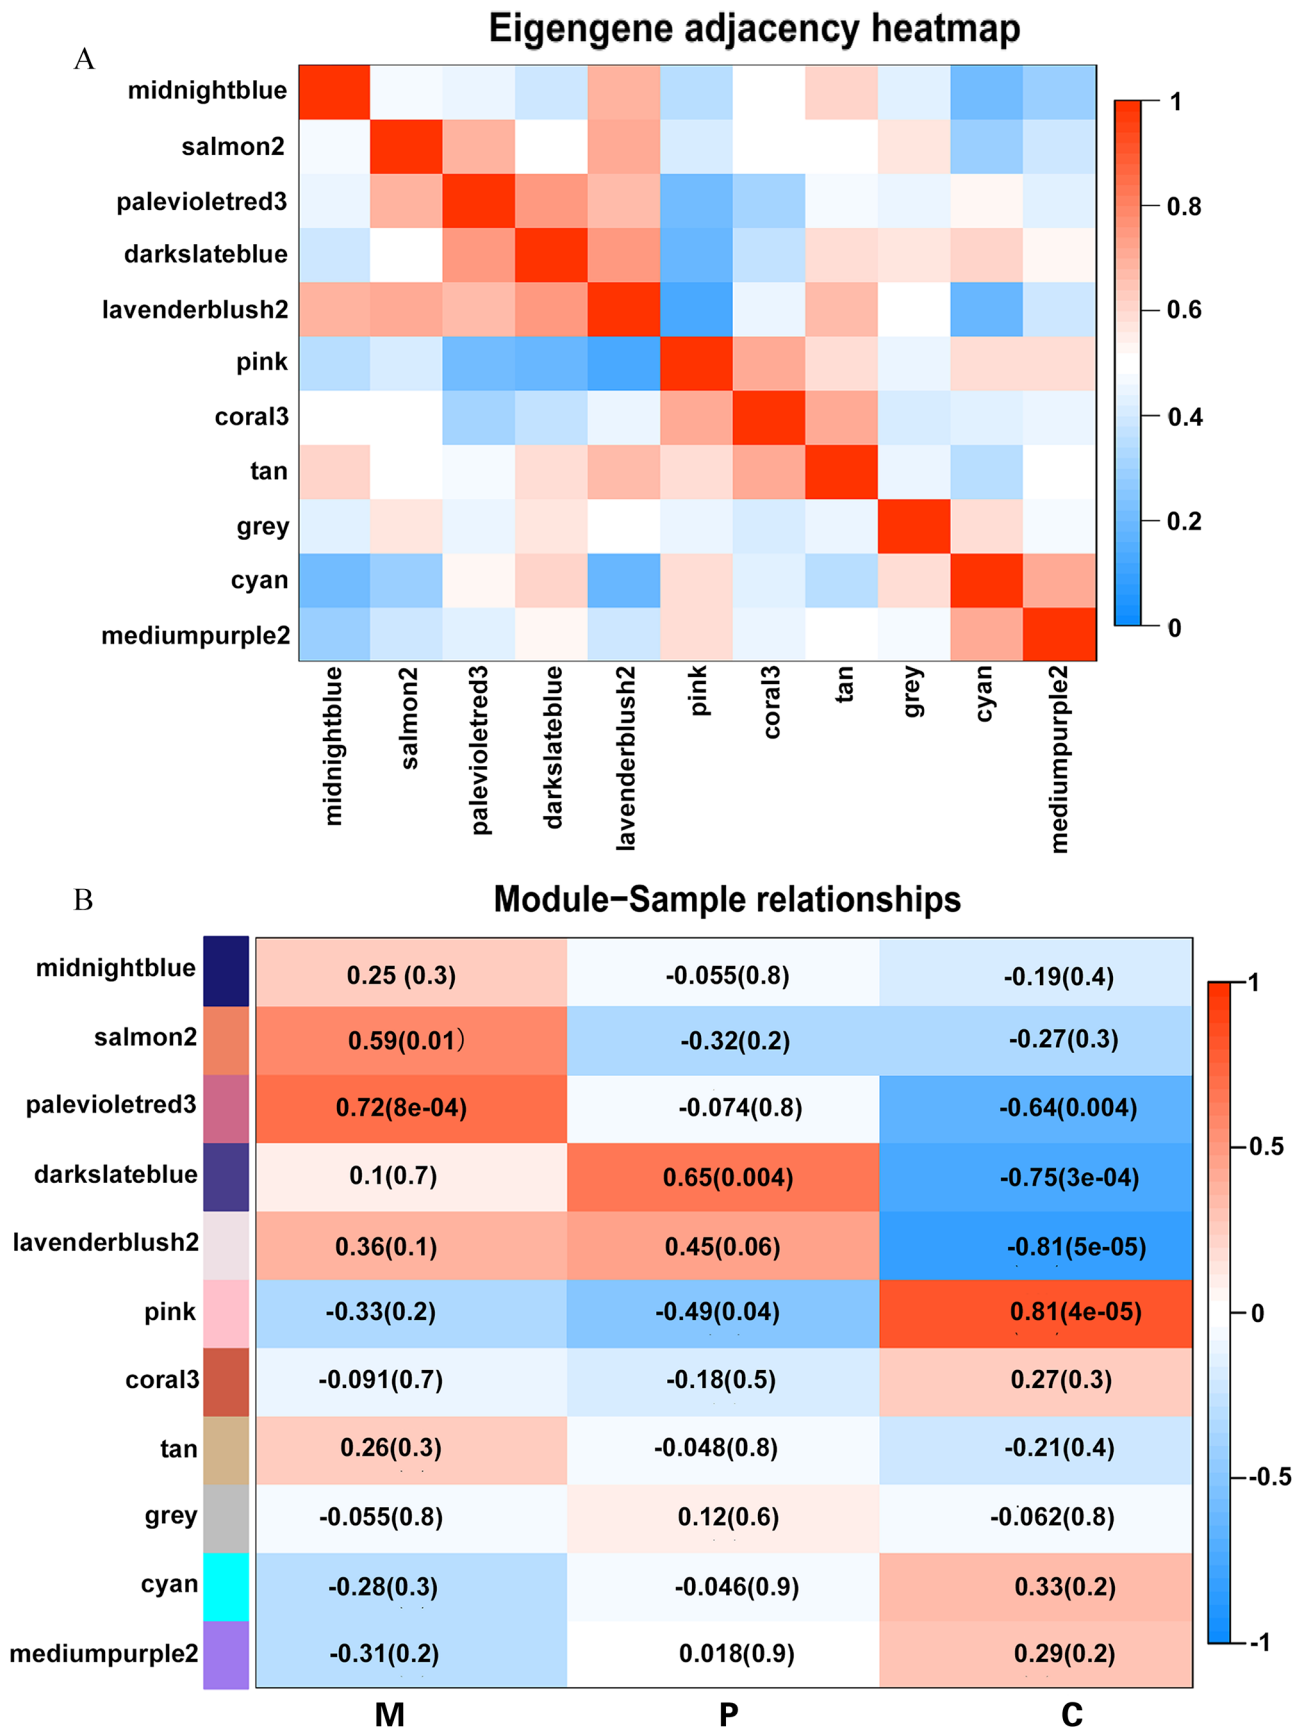 Eigengene adjacency heatmap
A
midnightblue
salmon2
palevioletred3
darkslateblue
lavenderblush2
pink
coral3
tan
grey
cyan
mediumpurple2
1
0.8
0.6
0.4
0.2
0
midnightblue
salmon2
palevioletred3
darkslateblue
lavenderblush2
pink
coral3
tan
grey
cyan
mediumpurple2
B
Module−Sample relationships
midnightblue 0.25 (0.3) -0.055(0.8) -0.19(0.4)
salmon2 0.59(0.01) -0.32(0.2) -0.27(0.3)
palevioletred3 0.72(8e-04) -0.074(0.8) -0.64(0.004)
darkslateblue 0.1(0.7) 0.65(0.004) -0.75(3e-04)
lavenderblush2 0.36(0.1) 0.45(0.06) -0.81(5e-05)
pink -0.33(0.2) -0.49(0.04) 0.81(4e-05)
coral3 -0.091(0.7) -0.18(0.5) 0.27(0.3)
tan 0.26(0.3) -0.048(0.8) -0.21(0.4)
grey -0.055(0.8) 0.12(0.6) -0.062(0.8)
cyan -0.28(0.3) -0.046(0.9) 0.33(0.2)
mediumpurple2 -0.31(0.2) 0.018(0.9) 0.29(0.2)
1
0.5
0
-0.5
-1
M P C